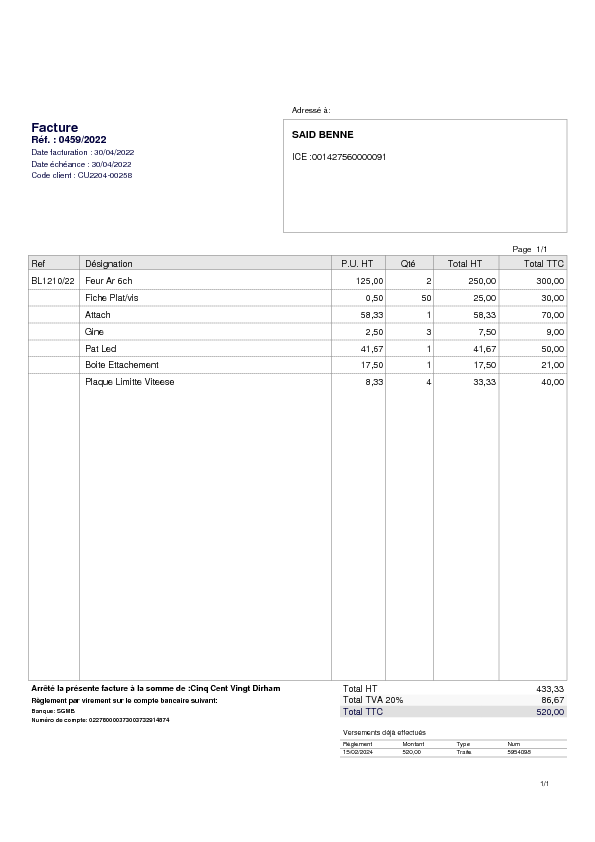 Adressé à:
Facture
Réf. : 0459/2022
Date facturation : 30/04/2022
Date échéance : 30/04/2022
Code client : CU2204-00258
SAID BENNE
ICE :001427560000091
Page 1/1
Ref Désignation P.U. HT Qté Total HT Total TTC
BL1210/22 Feur Ar 6ch 125,00 2 250,00 300,00
Fiche Plat/vis 0,50 50 25,00 30,00
Attach 58,33 1 58,33 70,00
Gine 2,50 3 7,50 9,00
Pat Led 41,67 1 41,67 50,00
Boite Ettachement 17,50 1 17,50 21,00
Plaque Limitte Viteese 8,33 4 33,33 40,00
Arrêté la présente facture à la somme de :Cinq Cent Vingt Dirham
Règlement par virement sur le compte bancaire suivant:
Banque: SGMB
Numéro de compte:
Total HT 433,33
Total TVA 20% 86,67
Total TTC 520,00
Versements déjà effectués
Règlement Montant Type Num
15/02/2024 520,00 Traite 5954098
1/1